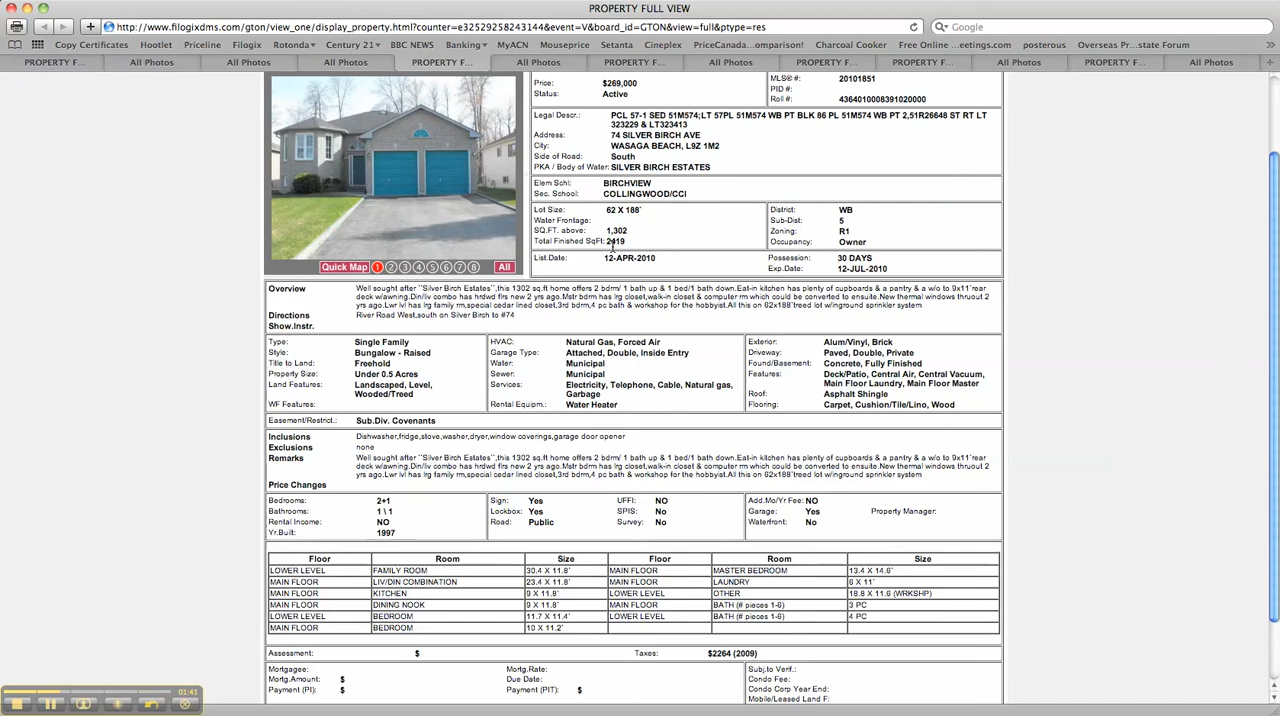 PROPERTY FULL VIEW
http://www.filogixdms.com/gton/view_one/display_property.html?counter=e32529258243144&event=V&board_id=GTON&view=full&ptype=res
Google
Copy Certificates Hootlet Priceline Filogix Rotonda Century 21 BBC NEWS Banking MyACN Mouseprice Setanta Cineplex PriceCanada...omparison! Charcoal Cooker Free Online ...eetings.com posterous Overseas Pr...state Forum
PROPERTY F... All Photos All Photos All Photos PROPERTY F... All Photos PROPERTY F... All Photos PROPERTY F... PROPERTY F... All Photos PROPERTY F... All Photos
Price: $269,000 MLS® #: 20101851
Status: Active PID #:
Roll #: 4364010008391020000
Legal Descr.: PCL 57-1 SED 51M574;LT 57PL 51M574 WB PT BLK 86 PL 51M574 WB PT 2,51R26648 ST RT LT
323229 & LT323413
Address: 74 SILVER BIRCH AVE
City: WASAGA BEACH, L9Z 1M2
Side of Road: South
PKA / Body of Water: SILVER BIRCH ESTATES
Elem Schl: BIRCHVIEW
Sec. School: COLLINGWOOD/CCI
Lot Size: 62 X 188` District: WB
Water Frontage: Sub-Dist: 5
SQ.FT. above: 1,302 Zoning: R1
Total Finished SqFt: 2419 Occupancy: Owner
List.Date: 12-APR-2010 Possession: 30 DAYS
Exp.Date: 12-JUL-2010
Quick Map 1 2 3 4 5 6 7 8 All
Overview Well sought after ``Silver Birch Estates``,this 1302 sq.ft home offers 2 bdrm/ 1 bath up & 1 bed/1 bath down.Eat-in kitchen has plenty of cupboards & a pantry & a w/o to 9x11`rear
deck w/awning.Din/liv combo has hrdwd flrs new 2 yrs ago.Mstr bdrm has lrg closet,walk-in closet & computer rm which could be converted to ensuite.New thermal windows thruout 2
yrs ago.Lwr lvl has lrg family rm,special cedar lined closet,3rd bdrm,4 pc bath & workshop for the hobbyist.All this on 62x188`treed lot w/inground sprinkler system
Directions River Road West,south on Silver Birch to #74
Show.Instr.
Type: Single Family HVAC: Natural Gas, Forced Air Exterior: Alum/Vinyl, Brick
Style: Bungalow - Raised Garage Type: Attached, Double, Inside Entry Driveway: Paved, Double, Private
Title to Land: Freehold Water: Municipal Found/Basement: Concrete, Fully Finished
Property Size: Under 0.5 Acres Sewer: Municipal Features: Deck/Patio, Central Air, Central Vacuum,
Land Features: Landscaped, Level, Services: Electricity, Telephone, Cable, Natural gas, Main Floor Laundry, Main Floor Master
Wooded/Treed Garbage Roof: Asphalt Shingle
WF Features: Rental Equipm.: Water Heater Flooring: Carpet, Cushion/Tile/Lino, Wood
Easement/Restrict.: Sub.Div. Covenants
Inclusions Dishwasher,fridge,stove,washer,dryer,window coverings,garage door opener
Exclusions none
Remarks Well sought after ``Silver Birch Estates``,this 1302 sq.ft home offers 2 bdrm/ 1 bath up & 1 bed/1 bath down.Eat-in kitchen has plenty of cupboards & a pantry & a w/o to 9x11`rear
deck w/awning.Din/liv combo has hrdwd flrs new 2 yrs ago.Mstr bdrm has lrg closet,walk-in closet & computer rm which could be converted to ensuite.New thermal windows thruout 2
yrs ago.Lwr lvl has lrg family rm,special cedar lined closet,3rd bdrm,4 pc bath & workshop for the hobbyist.All this on 62x188`treed lot w/inground sprinkler system
Price Changes
Bedrooms: 2+1 Sign: Yes UFFI: NO Add.Mo/Yr Fee: NO
Bathrooms: 1 \ 1 Lockbox: Yes SPIS: No Garage: Yes Property Manager:
Rental Income: NO Road: Public Survey: No Waterfront: No
Yr.Built: 1997
Floor Room Size Floor Room Size
LOWER LEVEL FAMILY ROOM 30.4 X 11.8` MAIN FLOOR MASTER BEDROOM 13.4 X 14.6`
MAIN FLOOR LIV/DIN COMBINATION 23.4 X 11.8` MAIN FLOOR LAUNDRY 6 X 11`
MAIN FLOOR KITCHEN 9 X 11.8` LOWER LEVEL OTHER 18.8 X 11.6 (WRKSHP)
MAIN FLOOR DINING NOOK 9 X 11.8` MAIN FLOOR BATH (# pieces 1-6) 3 PC
LOWER LEVEL BEDROOM 11.7 X 11.4` LOWER LEVEL BATH (# pieces 1-6) 4 PC
MAIN FLOOR BEDROOM 10 X 11.2`
Assessment: $ Taxes: $2264 (2009)
Mortgagee: Mortg.Rate: Subj.to Verif.:
Mortg.Amount: $ Due Date: Condo Fee:
Payment (PI): $ Payment (PIT): $ Condo Corp Year End:
Mobile/Leased Land F:
01:41